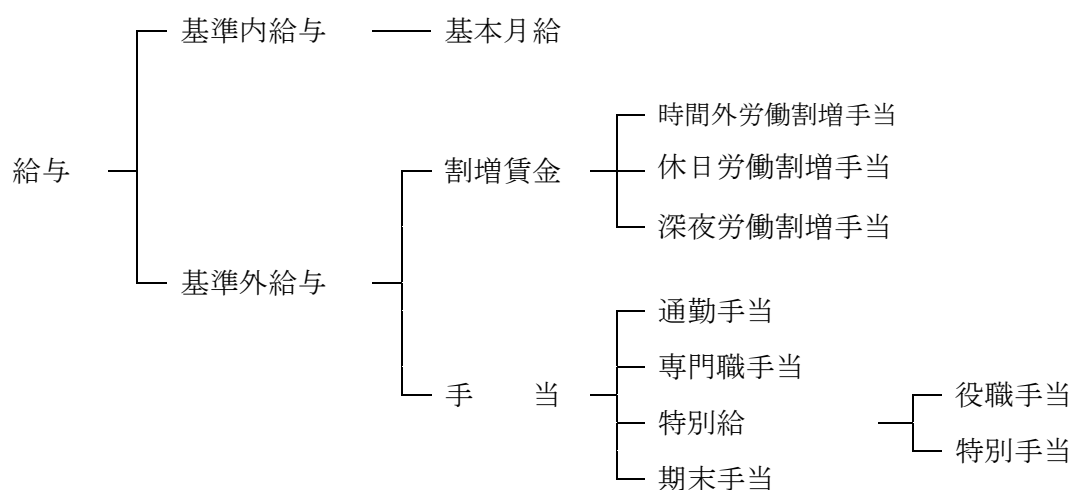 基準内給与 基本月給
時間外労働割増手当
給与 割増賃金 休日労働割増手当
深夜労働割増手当
基準外給与
通勤手当
専門職手当
手 当 役職手当
特別給
特別手当
期末手当